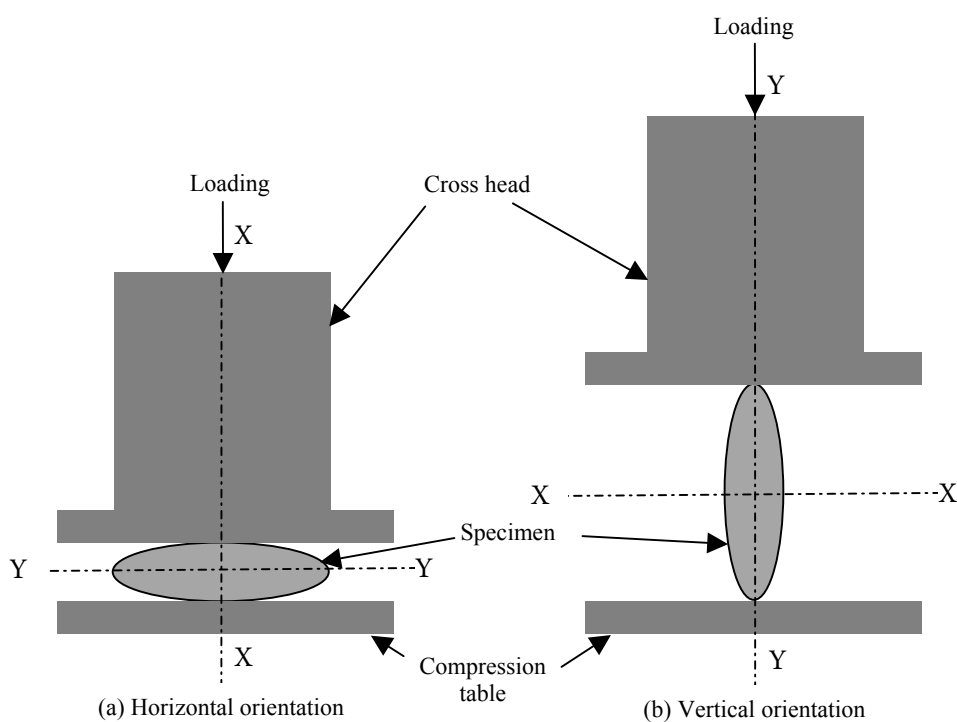 Loading
Y
Cross head
Loading
X
X
X
Specimen
Y
Y
X
Compression
table
Y
(a) Horizontal orientation
(b) Vertical orientation